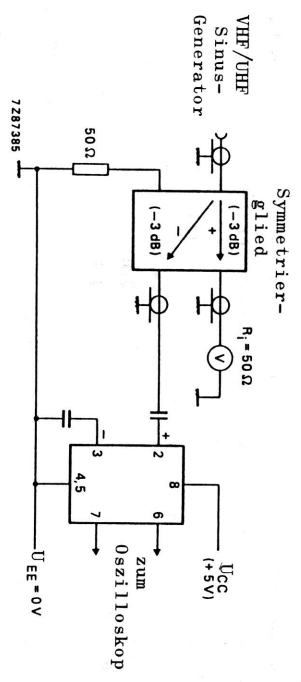 VHF/UHF
Sinus-
Generator
Symmetrier-
glied
(−3 dB)
+
−
(−3 dB)
50Ω
7Z87385
V
Ri = 50Ω
+
−
2
3
4,5
8
6
7
UCC
(+5V)
zum
Oszilloskop
UEE = 0V